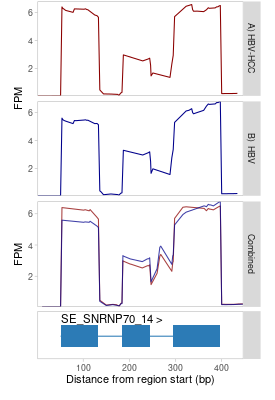 6
4
2
FPM
A) HBV-HCC
6
4
2
FPM
B) HBV
6
4
2
FPM
Combined
SE_SNRNP70_14 >
100 200 300 400
Distance from region start (bp)